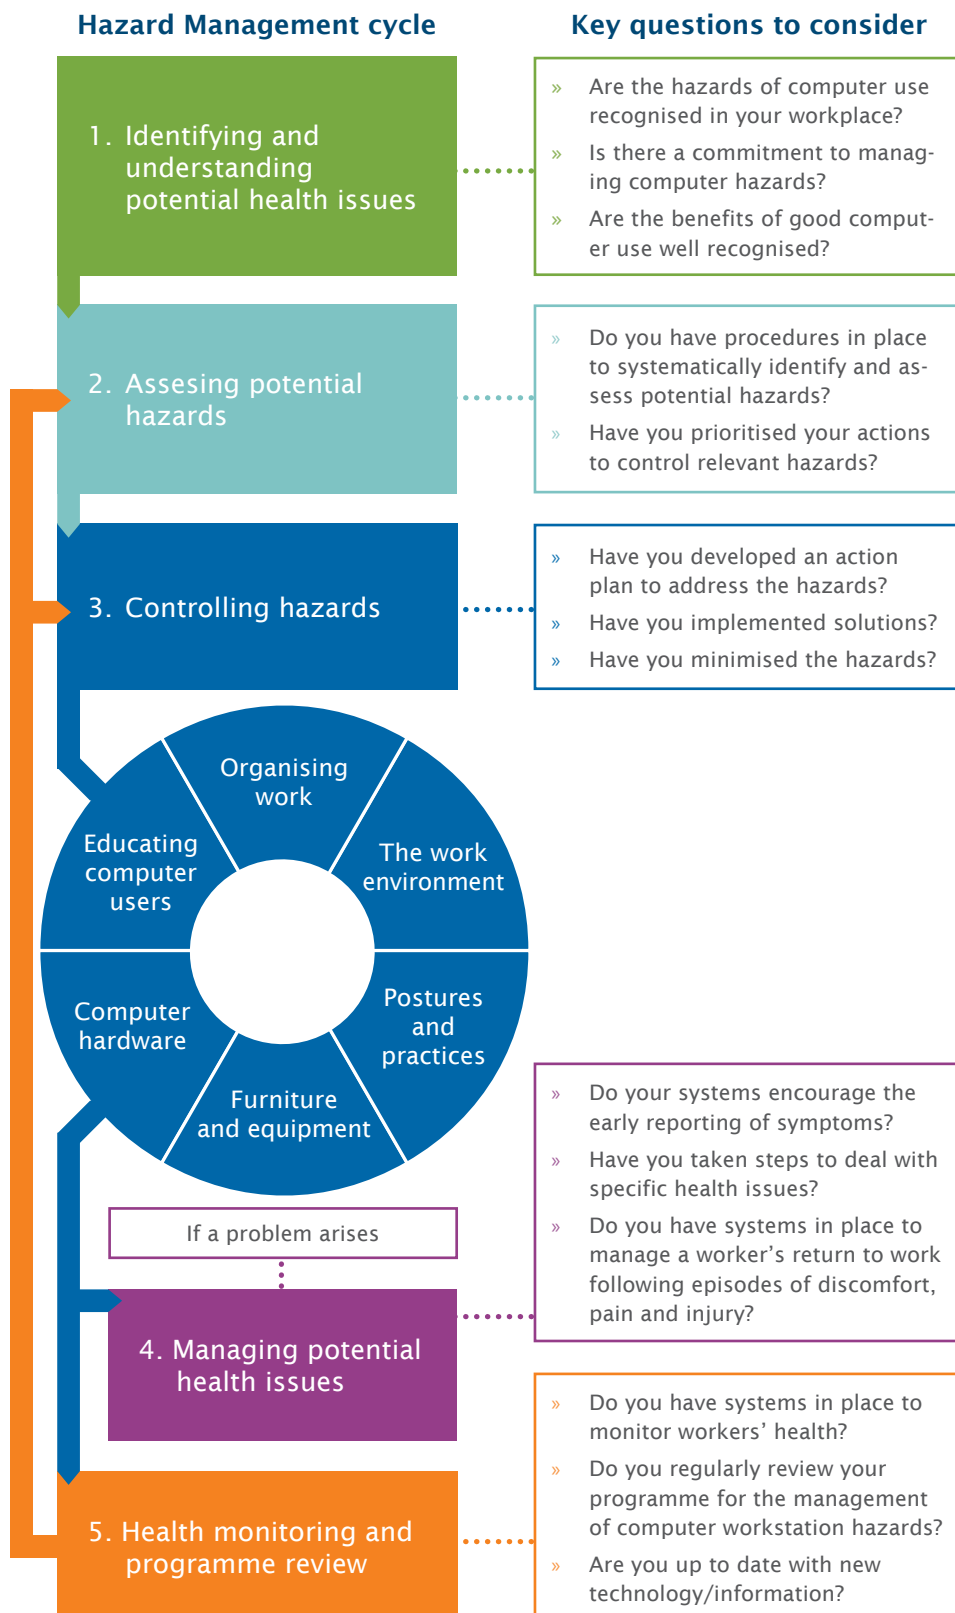 Hazard Management cycle
Key questions to consider
1. Identifying and
understanding
potential health issues
» Are the hazards of computer use
recognised in your workplace?
» Is there a commitment to manag-
ing computer hazards?
» Are the benefits of good comput-
er use well recognised?
2. Assesing potential
hazards
» Do you have procedures in place
to systematically identify and as-
sess potential hazards?
» Have you prioritised your actions
to control relevant hazards?
3. Controlling hazards
» Have you developed an action
plan to address the hazards?
» Have you implemented solutions?
» Have you minimised the hazards?
Organising
work
The work
environment
Postures
and
practices
Furniture
and equipment
Computer
hardware
Educating
computer
users
If a problem arises
4. Managing potential
health issues
» Do your systems encourage the
early reporting of symptoms?
» Have you taken steps to deal with
specific health issues?
» Do you have systems in place to
manage a worker’s return to work
following episodes of discomfort,
pain and injury?
5. Health monitoring and
programme review
» Do you have systems in place to
monitor workers’ health?
» Do you regularly review your
programme for the management
of computer workstation hazards?
» Are you up to date with new
technology/information?